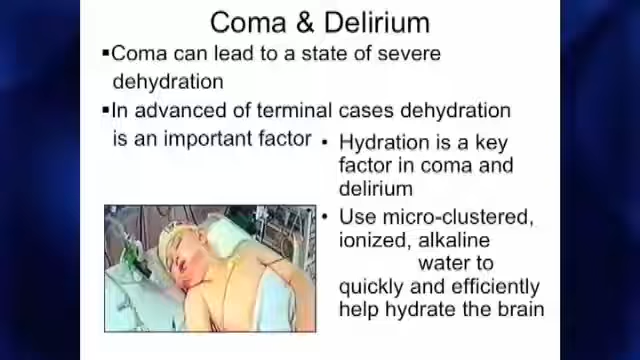 Coma & Delirium
▪Coma can lead to a state of severe
dehydration
▪In advanced of terminal cases dehydration
is an important factor
• Hydration is a key
factor in coma and
delirium
• Use micro-clustered,
ionized, alkaline
water to
quickly and efficiently
help hydrate the brain